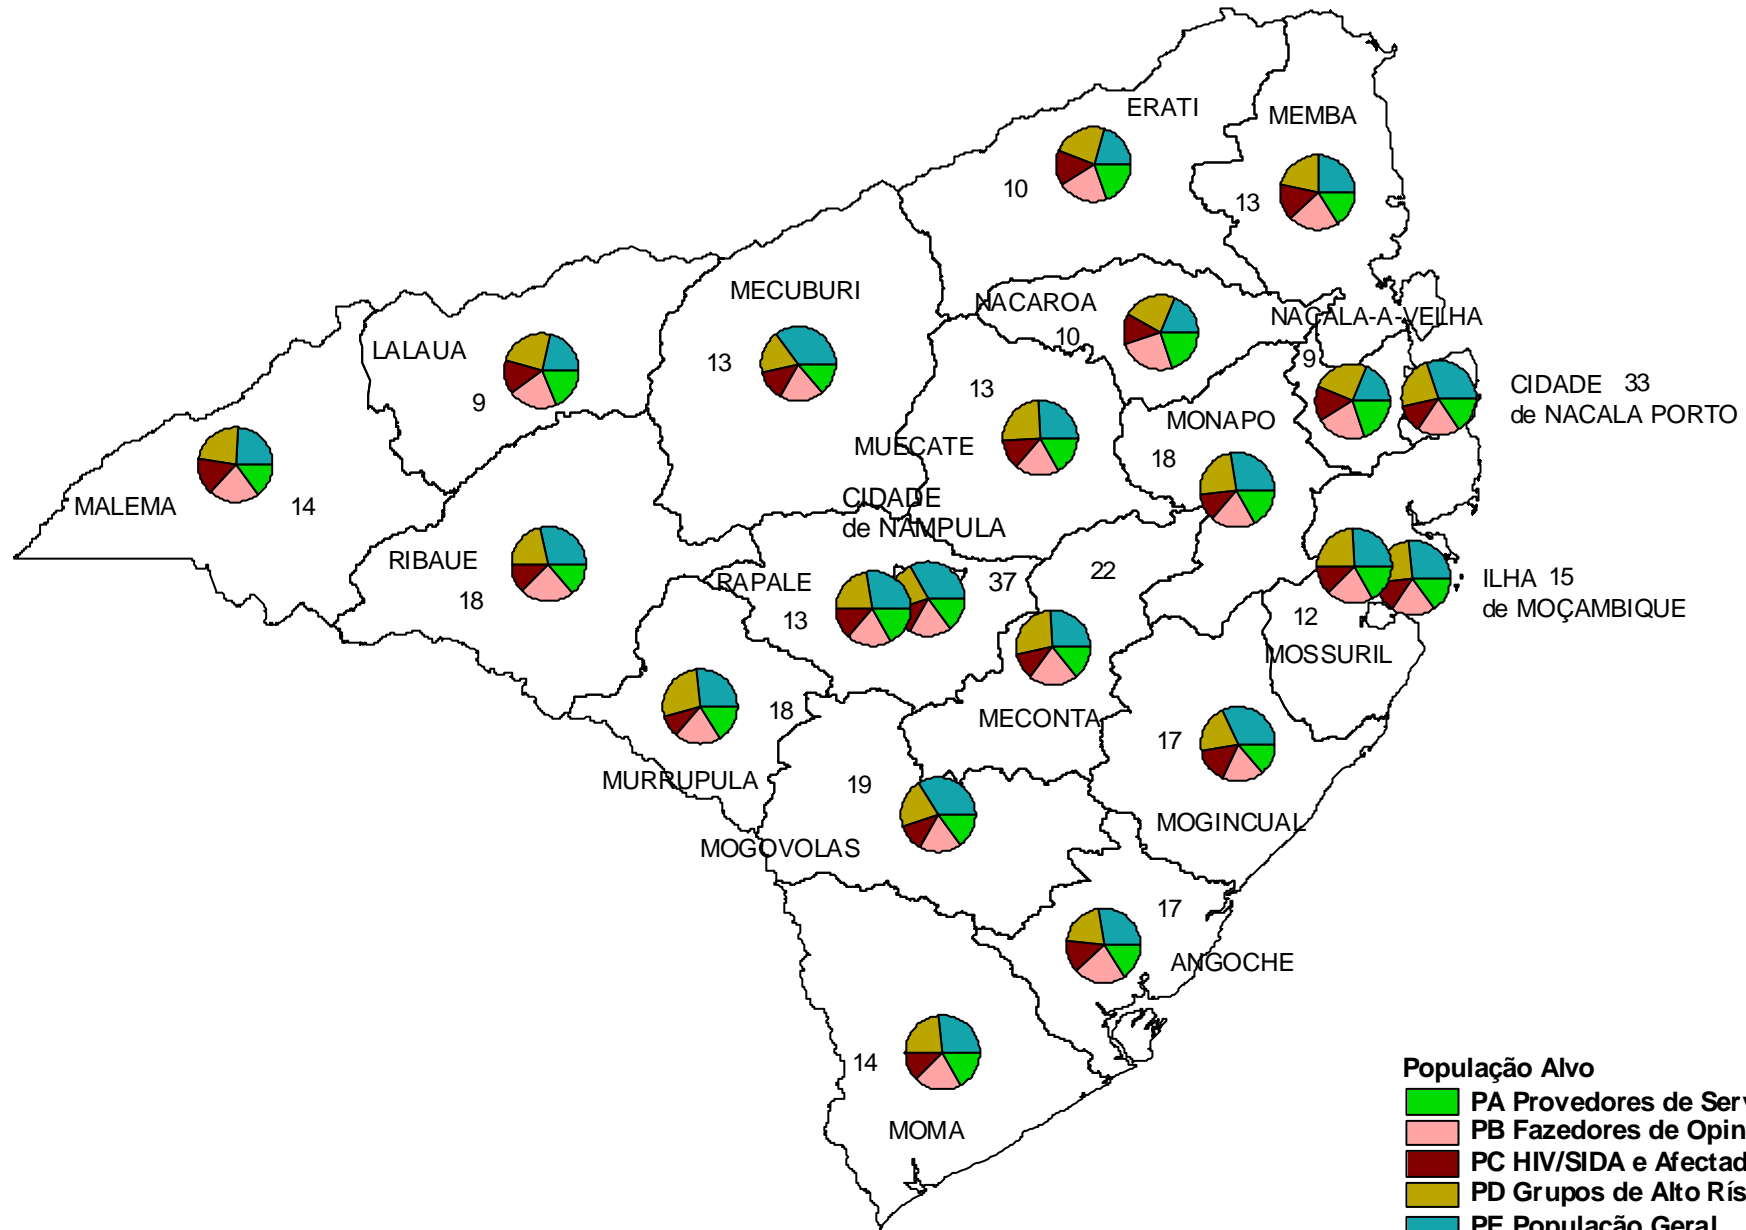 ERATI
MEMBA
10
13
MECUBURI
NACAROA
NACALA-A-VELHA
10
LALAUA
13
9
13
CIDADE 33
de NACALA PORTO
9
MONAPO
MUECATE
18
MALEMA
14
CIDADE
de NAMPULA
RIBAUE
18
RAPALE
37
22
13
ILHA 15
de MOÇAMBIQUE
12
MOSSURIL
18
MECONTA
17
MURRUPULA
19
MOGINCUAL
MOGOVOLAS
17
ANGOCHE
14
MOMA
População Alvo
PA Provedores de Serv
PB Fazedores de Opin
PC HIV/SIDA e Afectad
PD Grupos de Alto Rís
PE População Geral